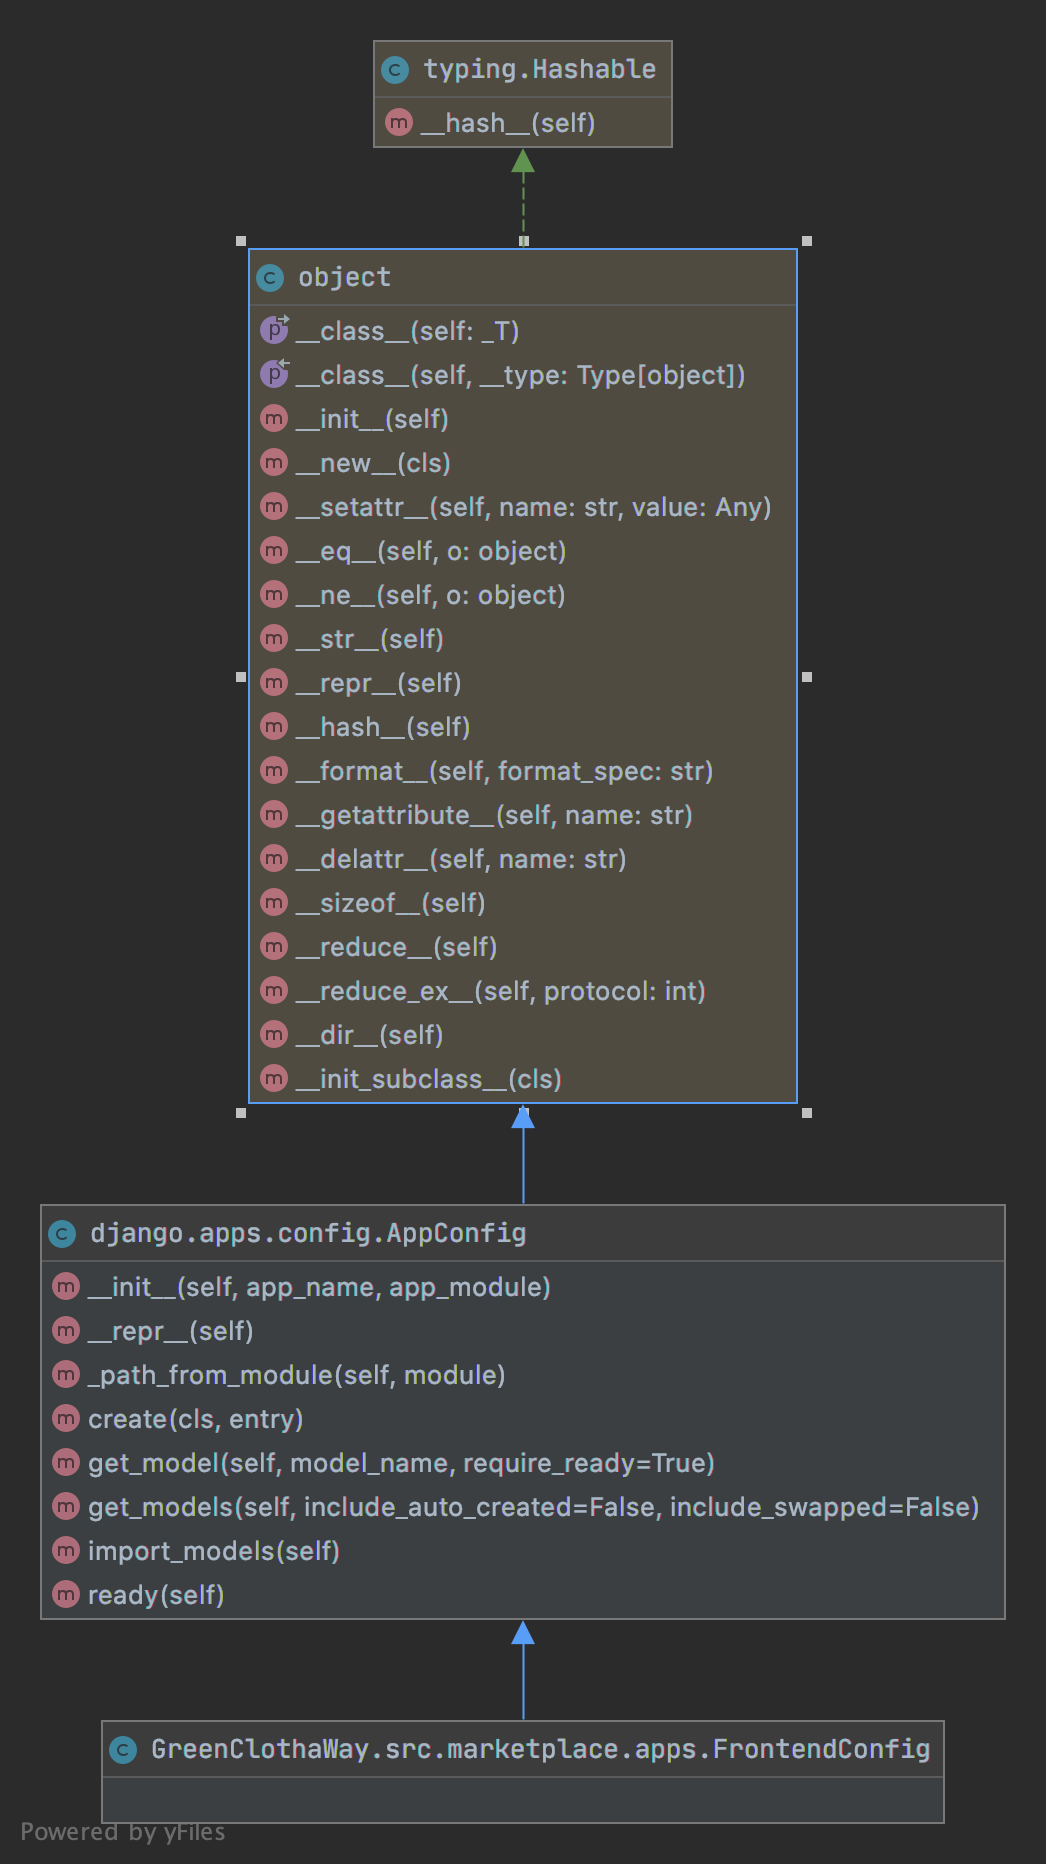 typing.Hashable
__hash__(self)
object
__class__(self: _T)
__class__(self, __type: Type[object])
__init__(self)
__new__(cls)
__setattr__(self, name: str, value: Any)
__eq__(self, o: object)
__ne__(self, o: object)
__str__(self)
__repr__(self)
__hash__(self)
__format__(self, format_spec: str)
__getattribute__(self, name: str)
__delattr__(self, name: str)
__sizeof__(self)
__reduce__(self)
__reduce_ex__(self, protocol: int)
__dir__(self)
__init_subclass__(cls)
django.apps.config.AppConfig
__init__(self, app_name, app_module)
__repr__(self)
_path_from_module(self, module)
create(cls, entry)
get_model(self, model_name, require_ready=True)
get_models(self, include_auto_created=False, include_swapped=False)
import_models(self)
ready(self)
GreenClothaWay.src.marketplace.apps.FrontendConfig
Powered by yFiles